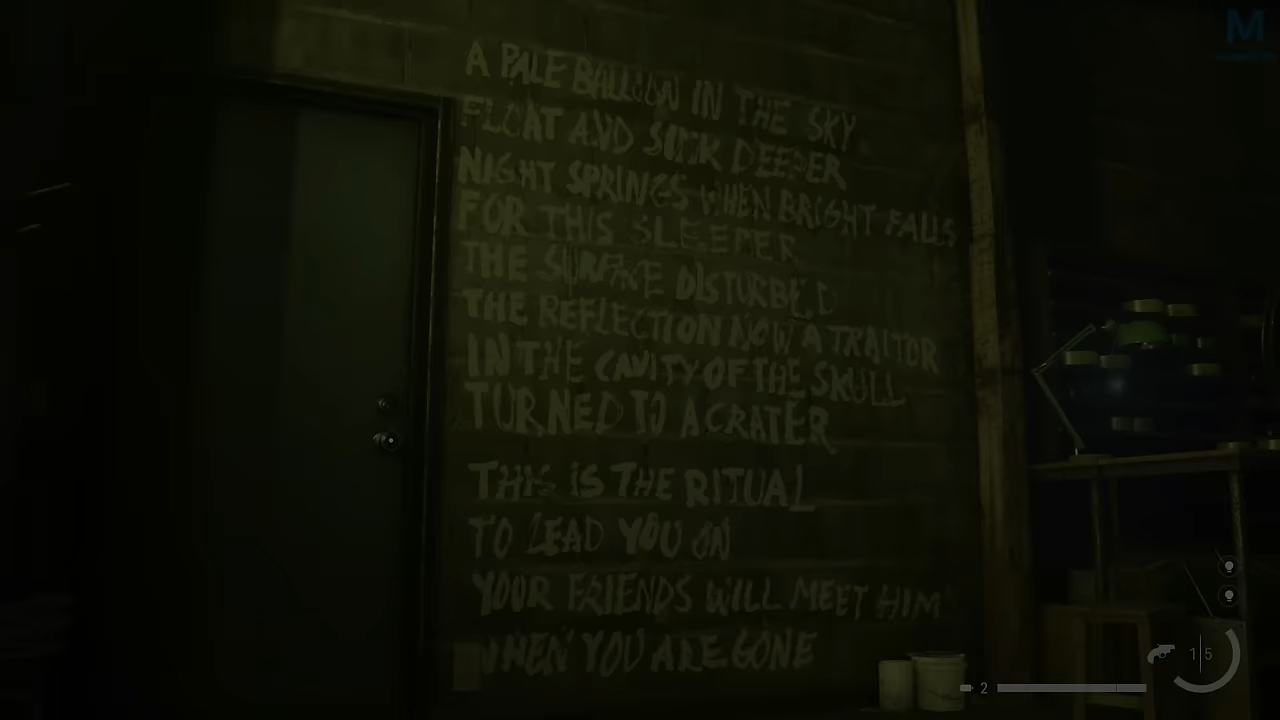 M
A PALE BALLOON IN THE SKY
FLOAT AND SINK DEEPER
NIGHT SPRINGS WHEN BRIGHT FALLS
FOR THIS SLEEPER
THE SURFACE DISTURBED
THE REFLECTION NOW A TRAITOR
IN THE CAVITY OF THE SKULL
TURNED TO A CRATER
THIS IS THE RITUAL
TO LEAD YOU ON
YOUR FRIENDS WILL MEET HIM
WHEN YOU ARE GONE
1|5
2